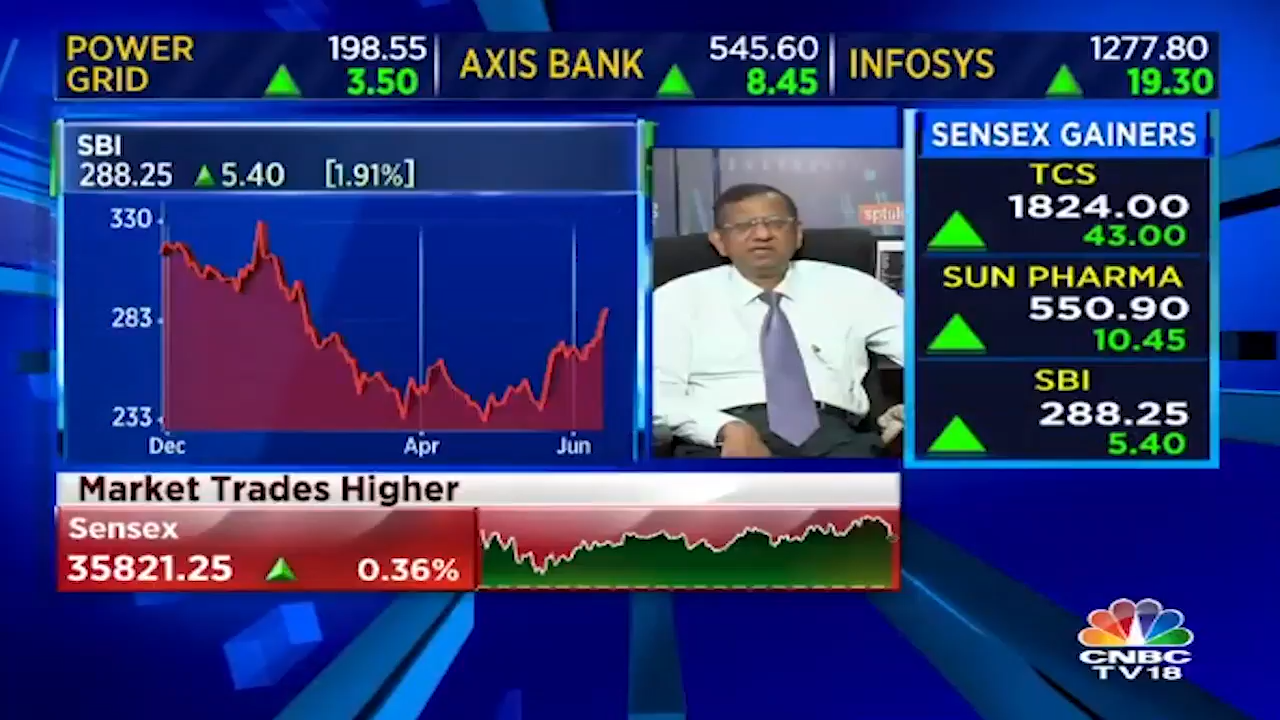 POWER GRID 198.55 ▲ 3.50
AXIS BANK 545.60 ▲ 8.45
INFOSYS 1277.80 ▲ 19.30
SBI
288.25 ▲ 5.40 [1.91%]
330
283
233
Dec Apr Jun
SENSEX GAINERS
TCS
1824.00
▲ 43.00
SUN PHARMA
550.90
▲ 10.45
SBI
288.25
▲ 5.40
Market Trades Higher
Sensex
35821.25 ▲ 0.36%
CNBC
TV18